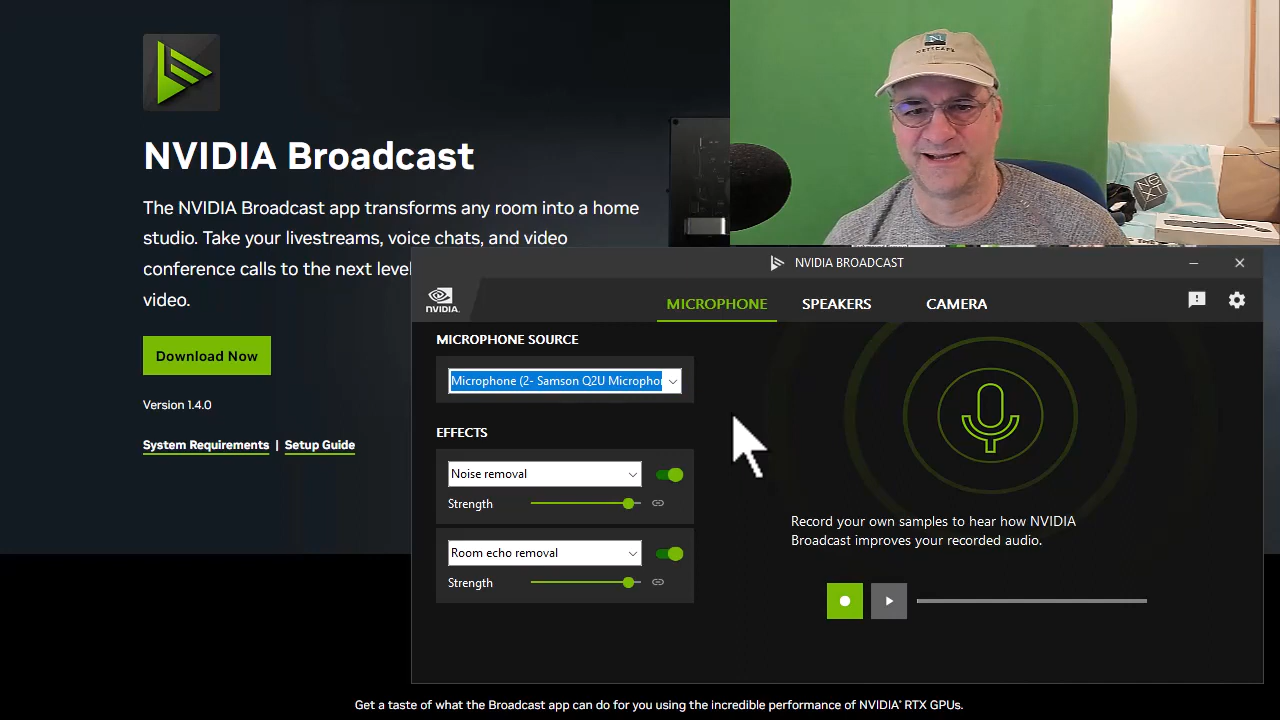 NVIDIA Broadcast
The NVIDIA Broadcast app transforms any room into a home
studio. Take your livestreams, voice chats, and video
conference calls to the next level
video.
Download Now
Version 1.4.0
System Requirements | Setup Guide
NVIDIA BROADCAST
NVIDIA.
MICROPHONE
SPEAKERS
CAMERA
MICROPHONE SOURCE
Microphone (2- Samson Q2U Micropho
EFFECTS
Noise removal
Strength
Room echo removal
Strength
Record your own samples to hear how NVIDIA
Broadcast improves your recorded audio.
Get a taste of what the Broadcast app can do for you using the incredible performance of NVIDIA® RTX GPUs.